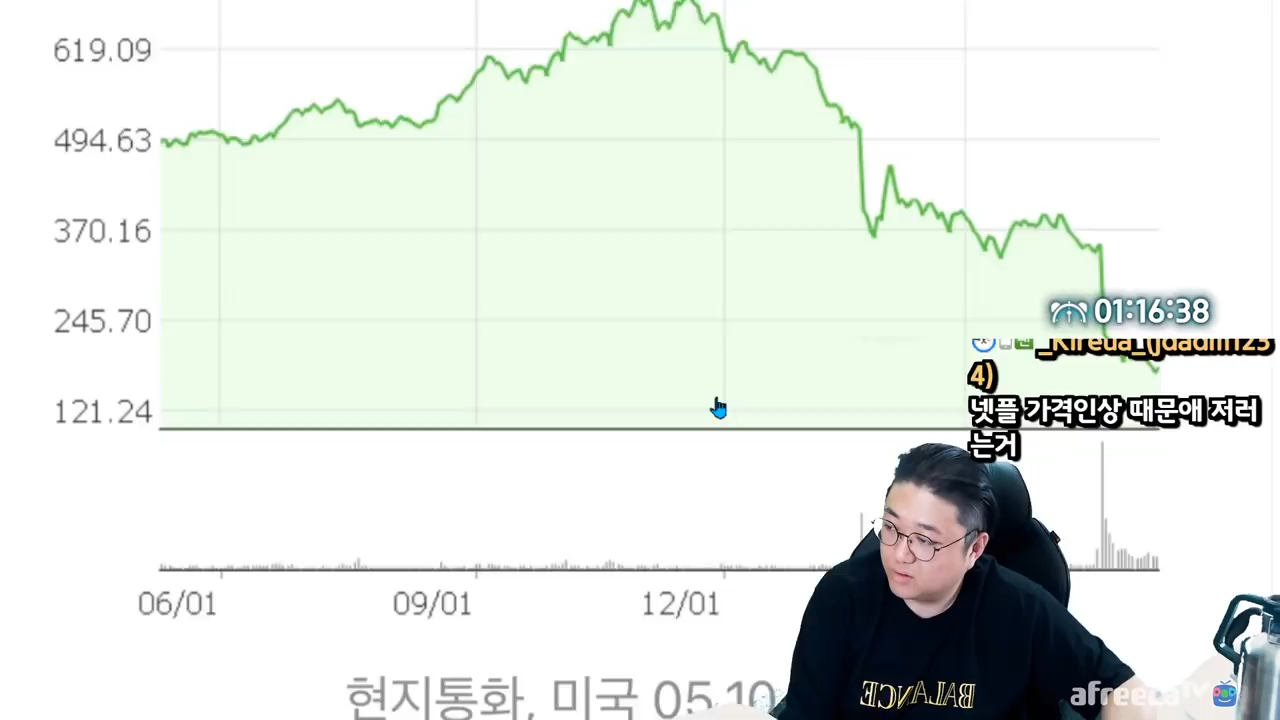 619.09
494.63
370.16
245.70
121.24
01:16:38
4)
넷플 가격인상 때문애 저러
는거
06/01
09/01
12/01
현지통화, 미국 05.10
BALANCE
afreecaTV